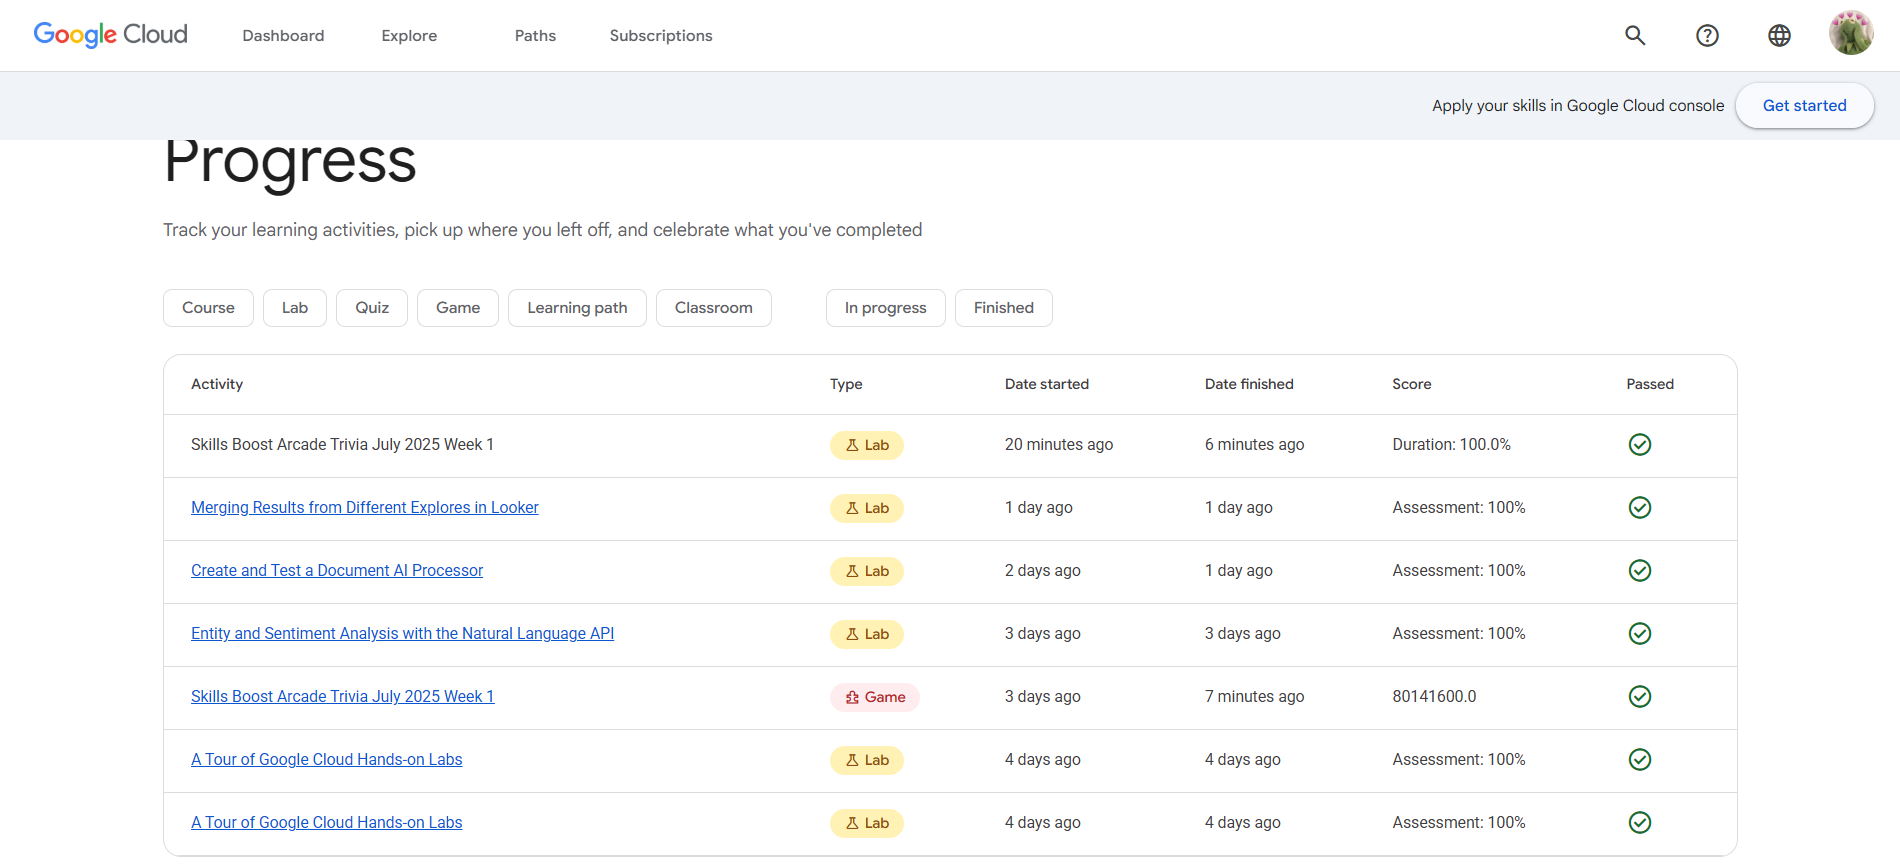 Google Cloud Dashboard Explore Paths Subscriptions
Apply your skills in Google Cloud console Get started
Progress
Track your learning activities, pick up where you left off, and celebrate what you've completed
Course Lab Quiz Game Learning path Classroom In progress Finished
Activity Type Date started Date finished Score Passed
Skills Boost Arcade Trivia July 2025 Week 1 Lab 20 minutes ago 6 minutes ago Duration: 100.0%
Merging Results from Different Explores in Looker Lab 1 day ago 1 day ago Assessment: 100%
Create and Test a Document AI Processor Lab 2 days ago 1 day ago Assessment: 100%
Entity and Sentiment Analysis with the Natural Language API Lab 3 days ago 3 days ago Assessment: 100%
Skills Boost Arcade Trivia July 2025 Week 1 Game 3 days ago 7 minutes ago 80141600.0
A Tour of Google Cloud Hands-on Labs Lab 4 days ago 4 days ago Assessment: 100%
A Tour of Google Cloud Hands-on Labs Lab 4 days ago 4 days ago Assessment: 100%